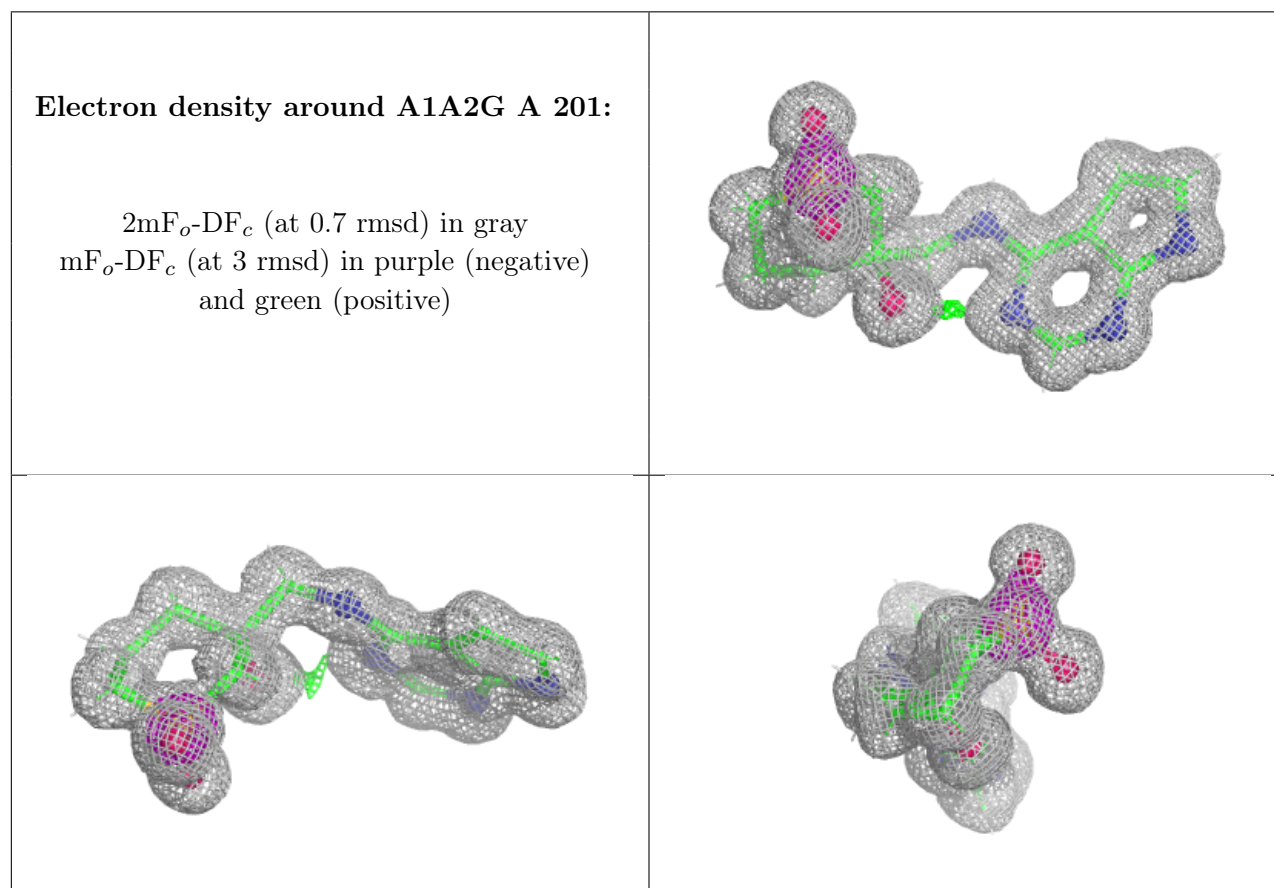 Electron density around A1A2G A 201:
2mFo-DFc (at 0.7 rmsd) in gray
mFo-DFc (at 3 rmsd) in purple (negative)
and green (positive)